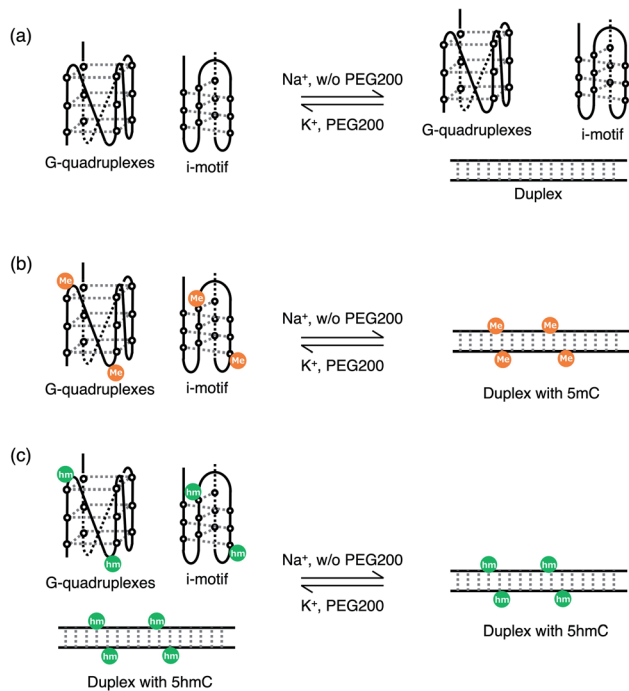 (a)
Na⁺, w/o PEG200
K⁺, PEG200
G-quadruplexes
i-motif
G-quadruplexes
i-motif
Duplex
(b)
Me
Me
Me
Me
Na⁺, w/o PEG200
K⁺, PEG200
Me
Me
Me
Me
G-quadruplexes
i-motif
Duplex with 5mC
(c)
hm
hm
hm
hm
G-quadruplexes
i-motif
Na⁺, w/o PEG200
K⁺, PEG200
hm
hm
hm
hm
Duplex with 5hmC
hm
hm
hm
hm
Duplex with 5hmC